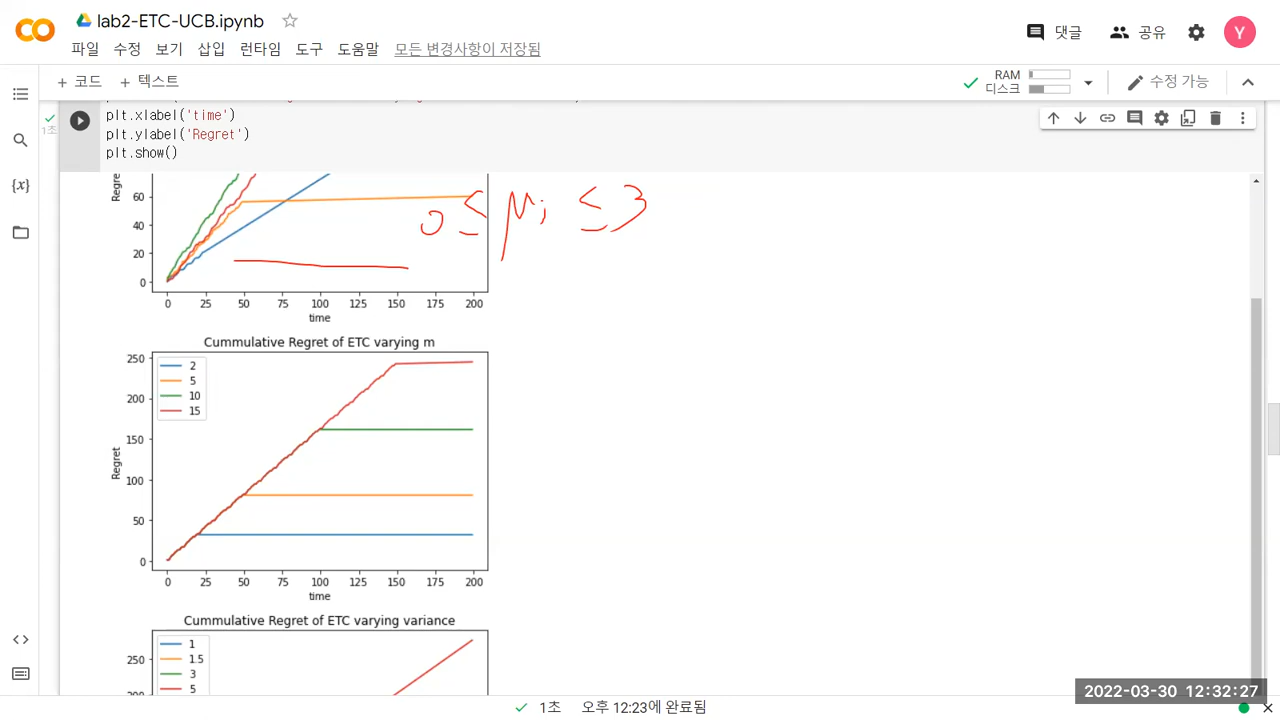 lab2-ETC-UCB.ipynb
파일 수정 보기 삽입 런타임 도구 도움말 모든 변경사항이 저장됨
댓글 공유 Y
+ 코드 + 텍스트
RAM
디스크
수정 가능
1초
plt.xlabel('time')
plt.ylabel('Regret')
plt.show()
{x}
Regre
60
40
20
0
0 25 50 75 100 125 150 175 200
time
0 ≤ μi ≤ 3
Cummulative Regret of ETC varying m
2
5
10
15
Regret
250
200
150
100
50
0
0 25 50 75 100 125 150 175 200
time
Cummulative Regret of ETC varying variance
1
1.5
3
5
250
200
1초 오후 12:23에 완료됨
2022-03-30 12:32:27